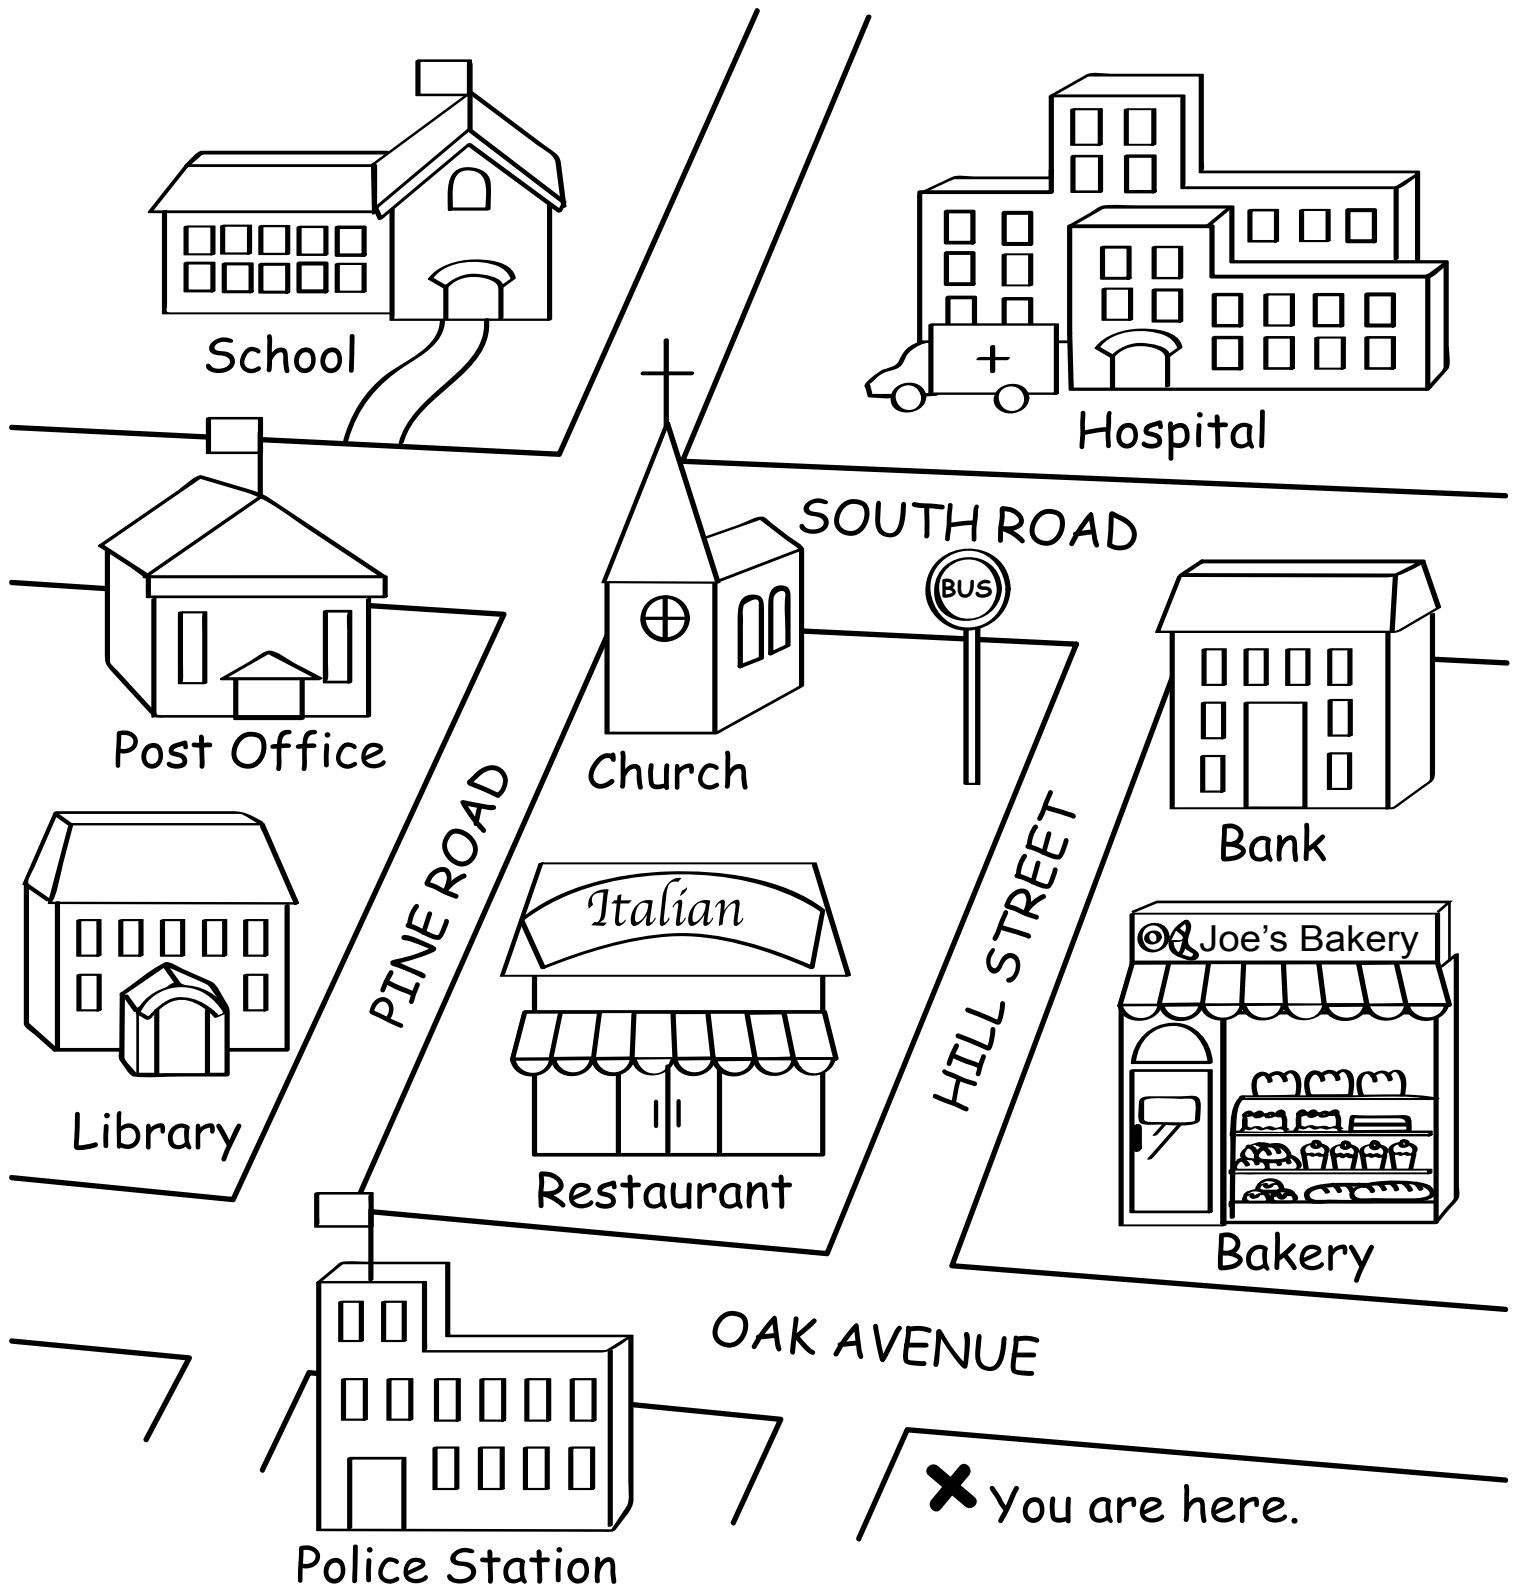 School
Hospital
SOUTH ROAD
BUS
Post Office
Church
PINE ROAD
HILL STREET
Bank
Italian
Joe's Bakery
Library
Restaurant
Bakery
OAK AVENUE
You are here.
Police Station